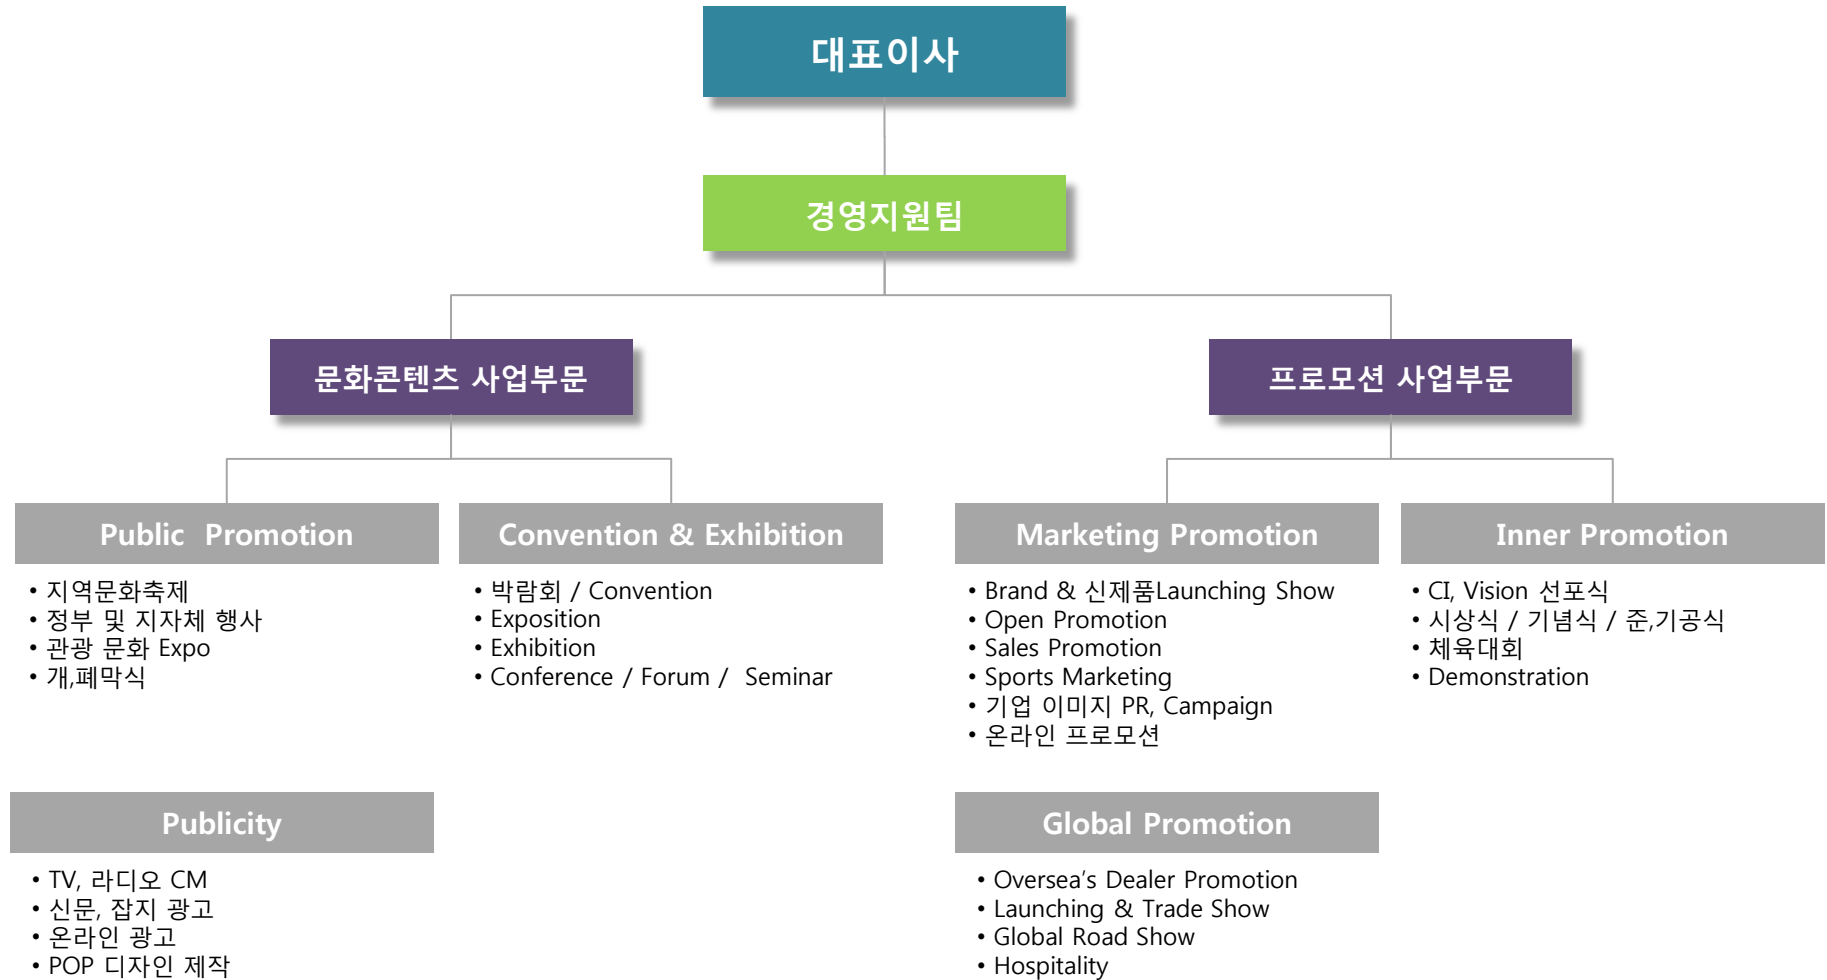 대표이사
경영지원팀
문화콘텐츠 사업부문
프로모션 사업부문
Public Promotion
• 지역문화축제
• 정부 및 지자체 행사
• 관광 문화 Expo
• 개,폐막식
Convention & Exhibition
• 박람회 / Convention
• Exposition
• Exhibition
• Conference / Forum / Seminar
Marketing Promotion
• Brand & 신제품Launching Show
• Open Promotion
• Sales Promotion
• Sports Marketing
• 기업 이미지 PR, Campaign
• 온라인 프로모션
Inner Promotion
• CI, Vision 선포식
• 시상식 / 기념식 / 준,기공식
• 체육대회
• Demonstration
Publicity
• TV, 라디오 CM
• 신문, 잡지 광고
• 온라인 광고
• POP 디자인 제작
Global Promotion
• Oversea’s Dealer Promotion
• Launching & Trade Show
• Global Road Show
• Hospitality